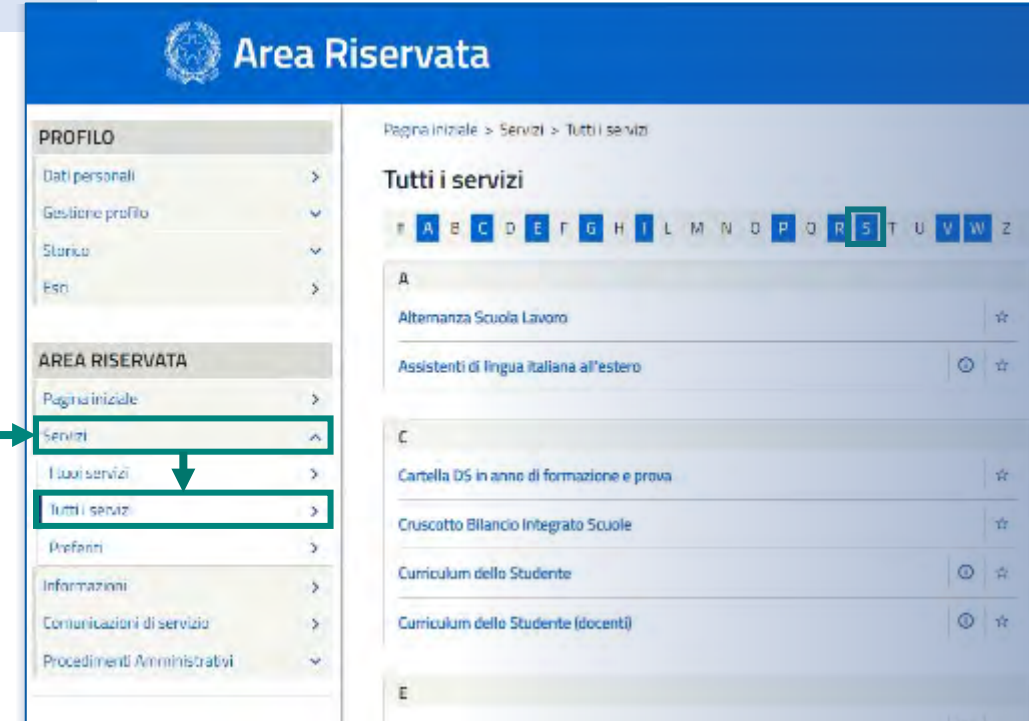 Area Riservata
PROFILO
Dati personali
Gestione profilo
Storico
Esci
AREA RISERVATA
Pagina iniziale
Servizi
I tuoi servizi
Tutti i servizi
Preferiti
Informazioni
Comunicazioni di servizio
Procedimenti Amministrativi
Pagina iniziale > Servizi > Tutti i servizi
Tutti i servizi
# A B C D E F G H I L M N O P Q R S T U V W Z
A
Alternanza Scuola Lavoro
Assistenti di lingua italiana all'estero
C
Cartella DS in anno di formazione e prova
Cruscotto Bilancio Integrato Scuole
Curriculum dello Studente
Curriculum dello Studente (docenti)
E